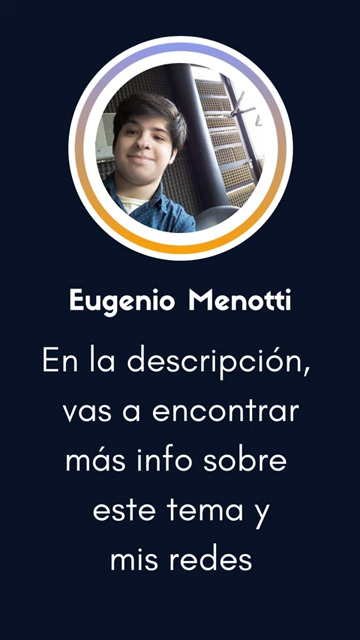 Eugenio Menotti
En la descripción,
vas a encontrar
más info sobre
este tema y
mis redes